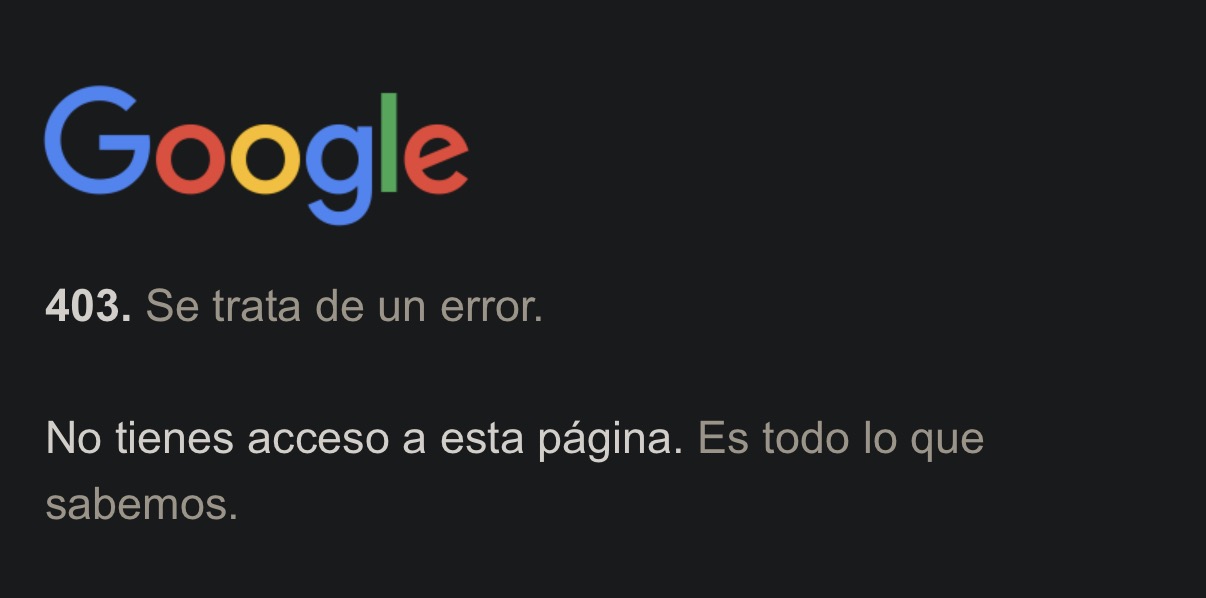 Google
403. Se trata de un error.
No tienes acceso a esta página. Es todo lo que
sabemos.